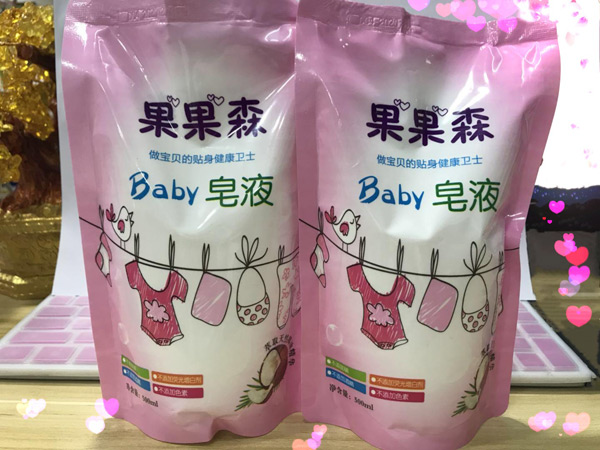 果果森
做宝贝的贴身健康卫士
Baby 皂液
不添加荧光增白剂
不添加色素
500ml
果果森
做宝贝的贴身健康卫士
Baby 皂液
不添加荧光增白剂
不添加色素
净含量: 500ml